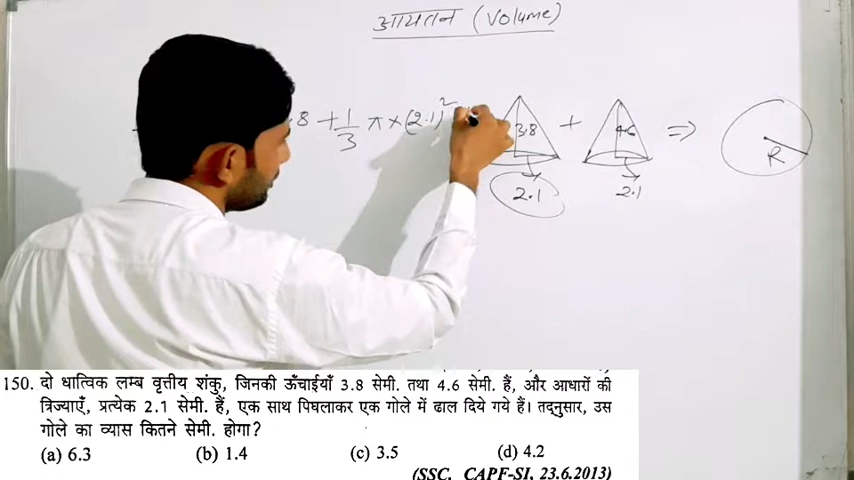 आयतन (Volume)
.8 + 1/3 π × (2.1)²
3.8 + 4.6 ⇒ R
2.1 2.1
150. दो धात्विक लम्ब वृत्तीय शंकु, जिनकी ऊँचाईयाँ 3.8 सेमी. तथा 4.6 सेमी. हैं, और आधारों की
त्रिज्याएँ, प्रत्येक 2.1 सेमी. हैं, एक साथ पिघलाकर एक गोले में ढाल दिये गये हैं। तद्नुसार, उस
गोले का व्यास कितने सेमी. होगा?
(a) 6.3 (b) 1.4 (c) 3.5 (d) 4.2
(SSC, CAPF-SI, 23.6.2013)